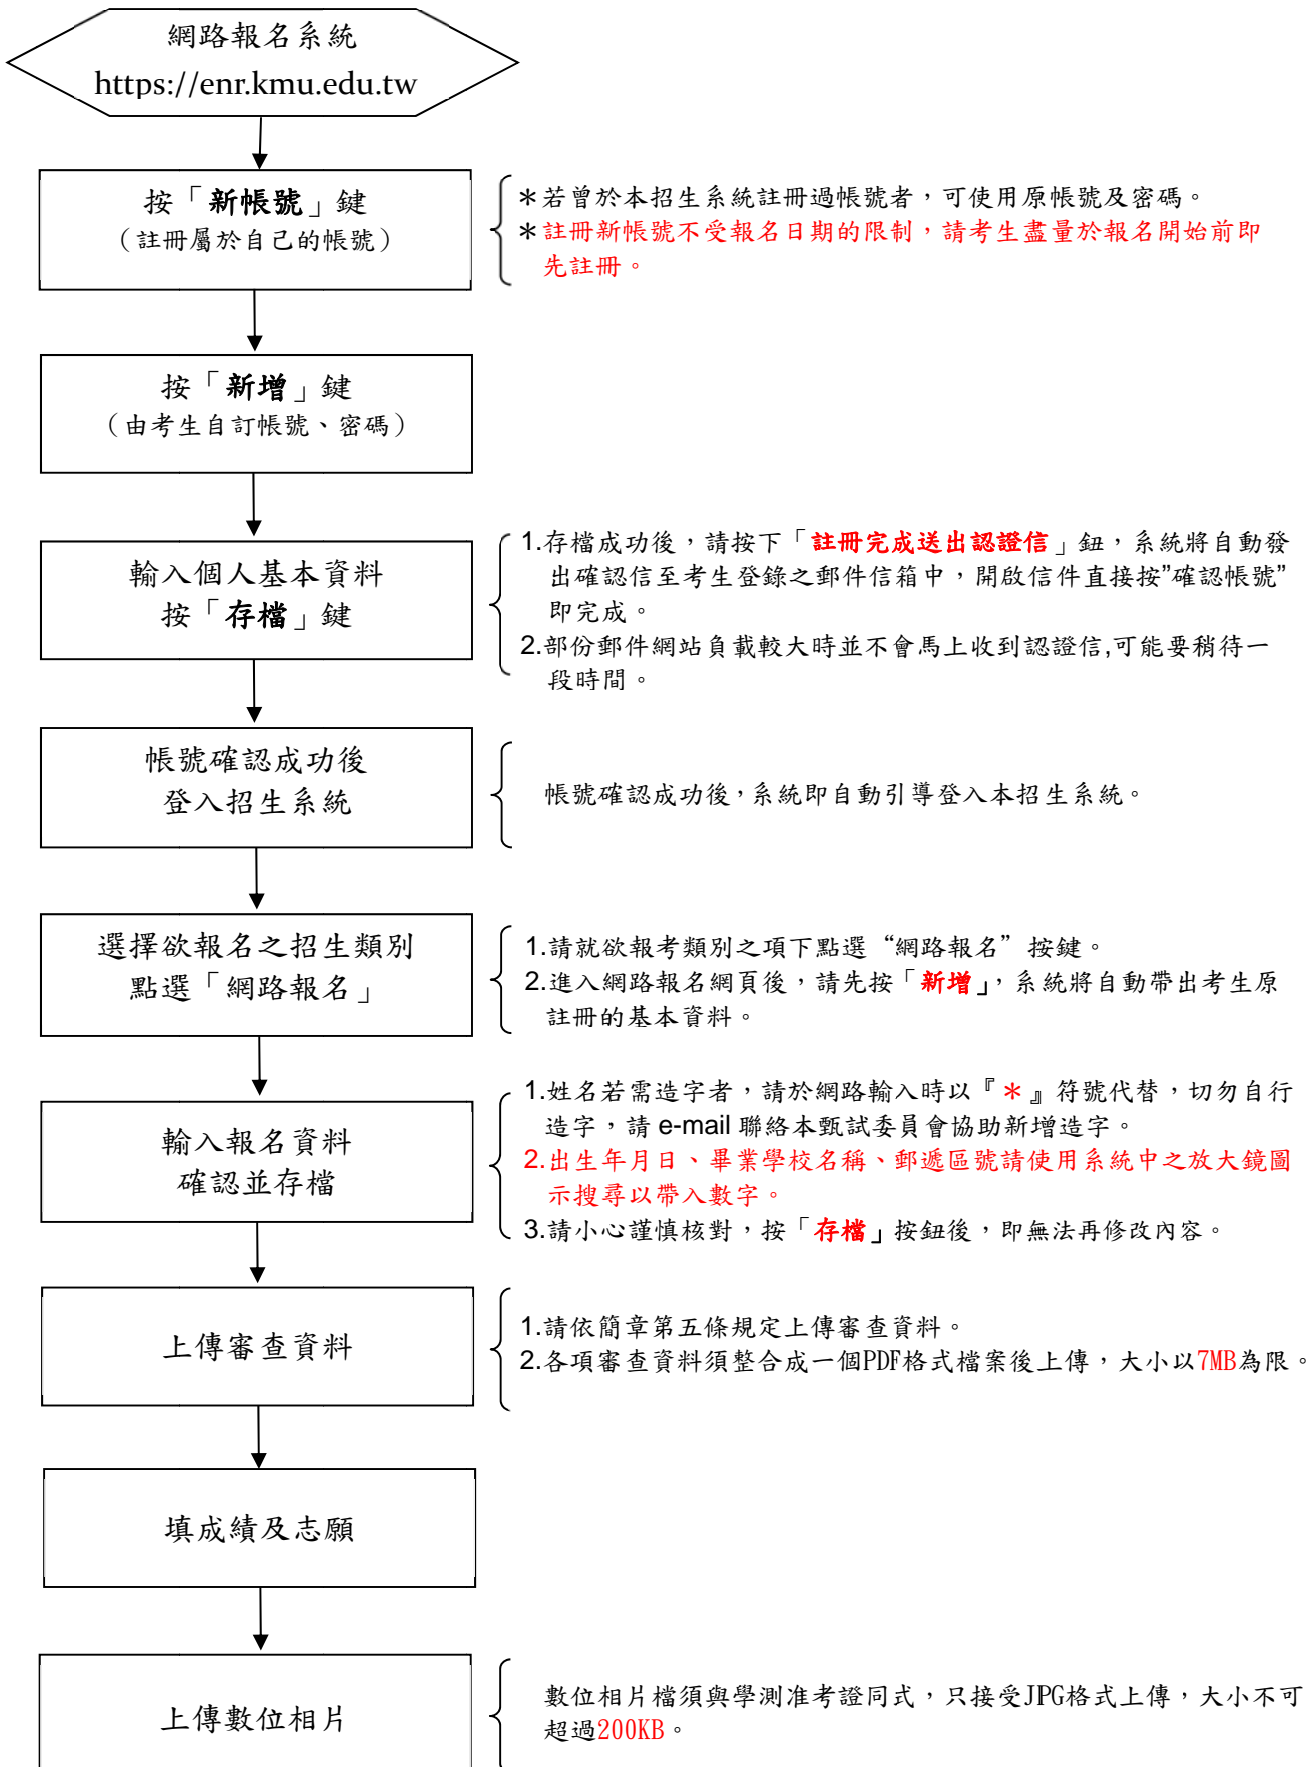 網路報名系統
https://enr.kmu.edu.tw
按「新帳號」鍵
（註冊屬於自己的帳號）
＊若曾於本招生系統註冊過帳號者，可使用原帳號及密碼。
＊註冊新帳號不受報名日期的限制，請考生盡量於報名開始前即
先註冊。
按「新增」鍵
（由考生自訂帳號、密碼）
輸入個人基本資料
按「存檔」鍵
1.存檔成功後，請按下「註冊完成送出認證信」鈕，系統將自動發
出確認信至考生登錄之郵件信箱中，開啟信件直接按”確認帳號”
即完成。
2.部份郵件網站負載較大時並不會馬上收到認證信,可能要稍待一
段時間。
帳號確認成功後
登入招生系統
帳號確認成功後，系統即自動引導登入本招生系統。
選擇欲報名之招生類別
點選「網路報名」
1.請就欲報考類別之項下點選“網路報名”按鍵。
2.進入網路報名網頁後，請先按「新增」，系統將自動帶出考生原
註冊的基本資料。
輸入報名資料
確認並存檔
1.姓名若需造字者，請於網路輸入時以『＊』符號代替，切勿自行
造字，請 e-mail 聯絡本甄試委員會協助新增造字。
2.出生年月日、畢業學校名稱、郵遞區號請使用系統中之放大鏡圖
示搜尋以帶入數字。
3.請小心謹慎核對，按「存檔」按鈕後，即無法再修改內容。
上傳審查資料
1.請依簡章第五條規定上傳審查資料。
2.各項審查資料須整合成一個PDF格式檔案後上傳，大小以7MB為限。
填成績及志願
上傳數位相片
數位相片檔須與學測准考證同式，只接受JPG格式上傳，大小不可
超過200KB。